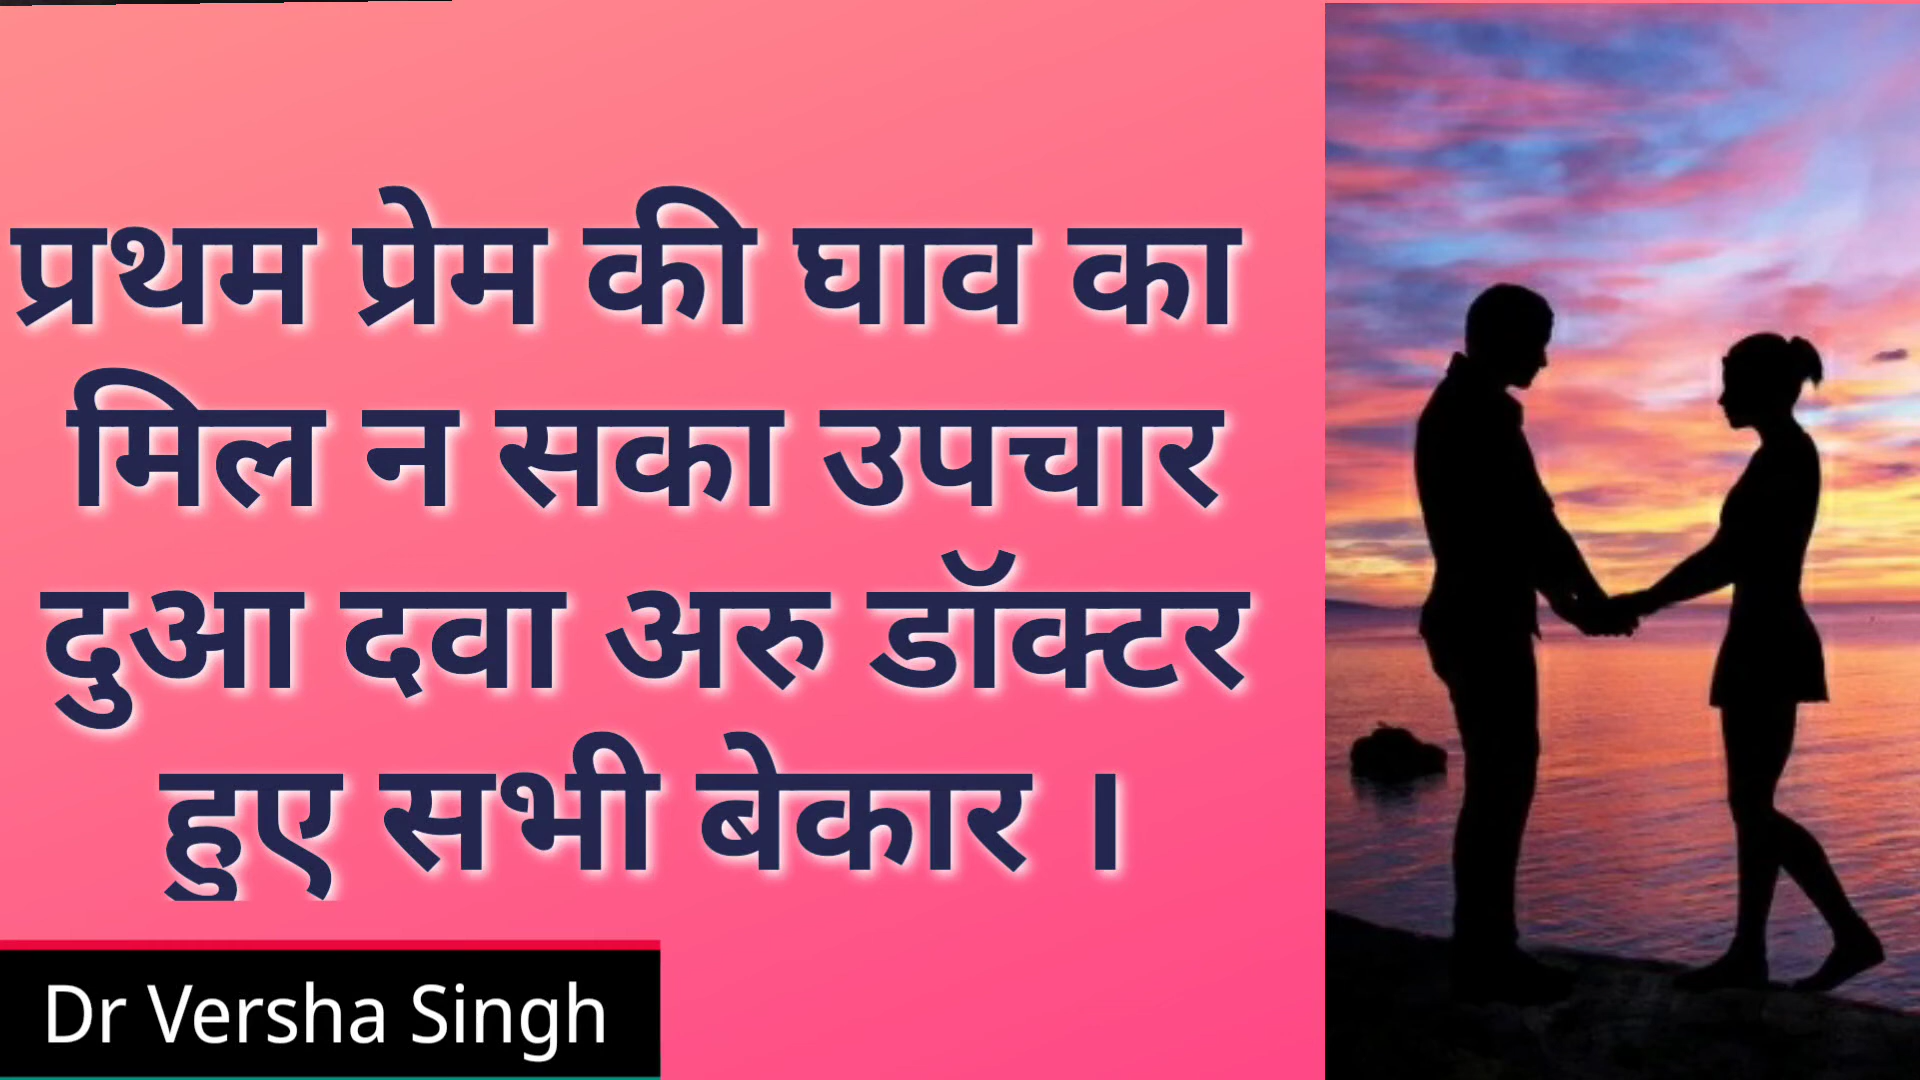 प्रथम प्रेम की घाव का
मिल न सका उपचार
दुआ दवा अरु डॉक्टर
हुए सभी बेकार ।
Dr Versha Singh